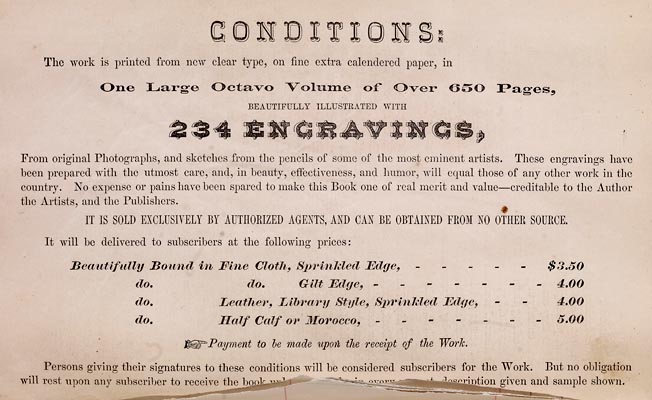 CONDITIONS:
The work is printed from new clear type, on fine extra calendered paper, in
One Large Octavo Volume of Over 650 Pages,
BEAUTIFULLY ILLUSTRATED WITH
234 ENGRAVINGS,
From original Photographs, and sketches from the pencils of some of the most eminent artists. These engravings have
been prepared with the utmost care, and, in beauty, effectiveness, and humor, will equal those of any other work in the
country. No expense or pains have been spared to make this Book one of real merit and value—creditable to the Author
the Artists, and the Publishers.
IT IS SOLD EXCLUSIVELY BY AUTHORIZED AGENTS, AND CAN BE OBTAINED FROM NO OTHER SOURCE.
It will be delivered to subscribers at the following prices:
Beautifully Bound in Fine Cloth, Sprinkled Edge, - - - - - $3.50
do. do. Gilt Edge, - - - - - - - 4.00
do. Leather, Library Style, Sprinkled Edge, - - 4.00
do. Half Calf or Morocco, - - - - - - - 5.00
☞ Payment to be made upon the receipt of the Work.
Persons giving their signatures to these conditions will be considered subscribers for the Work. But no obligation
will rest upon any subscriber to receive the book in every description given and sample shown.